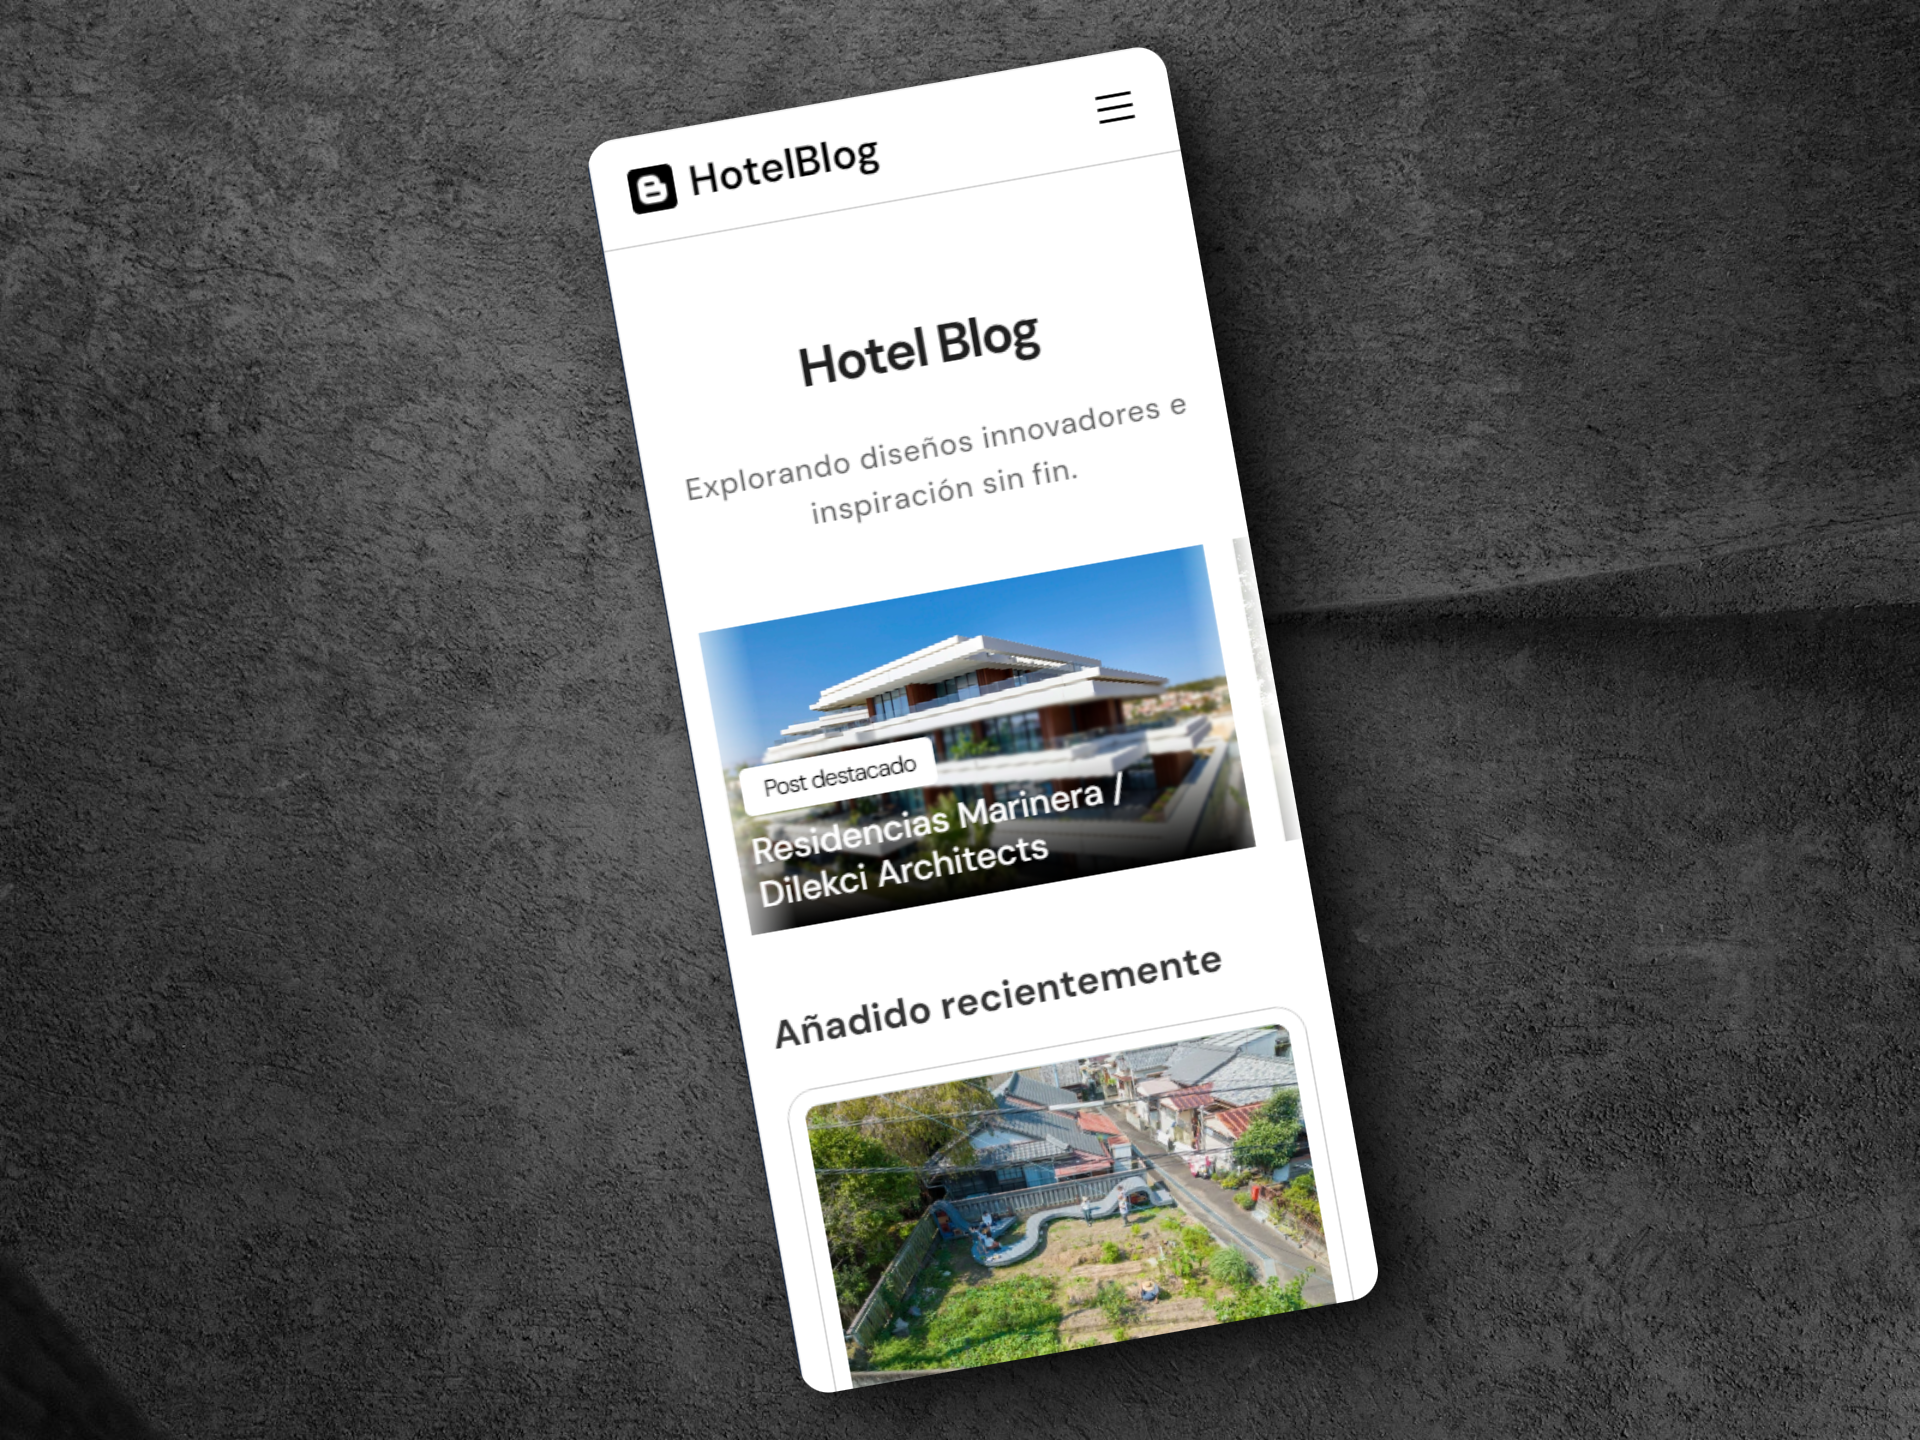 HotelBlog
Hotel Blog
Explorando diseños innovadores e
inspiración sin fin.
Post destacado
Residencias Marinera /
Dilekci Architects
Añadido recientemente